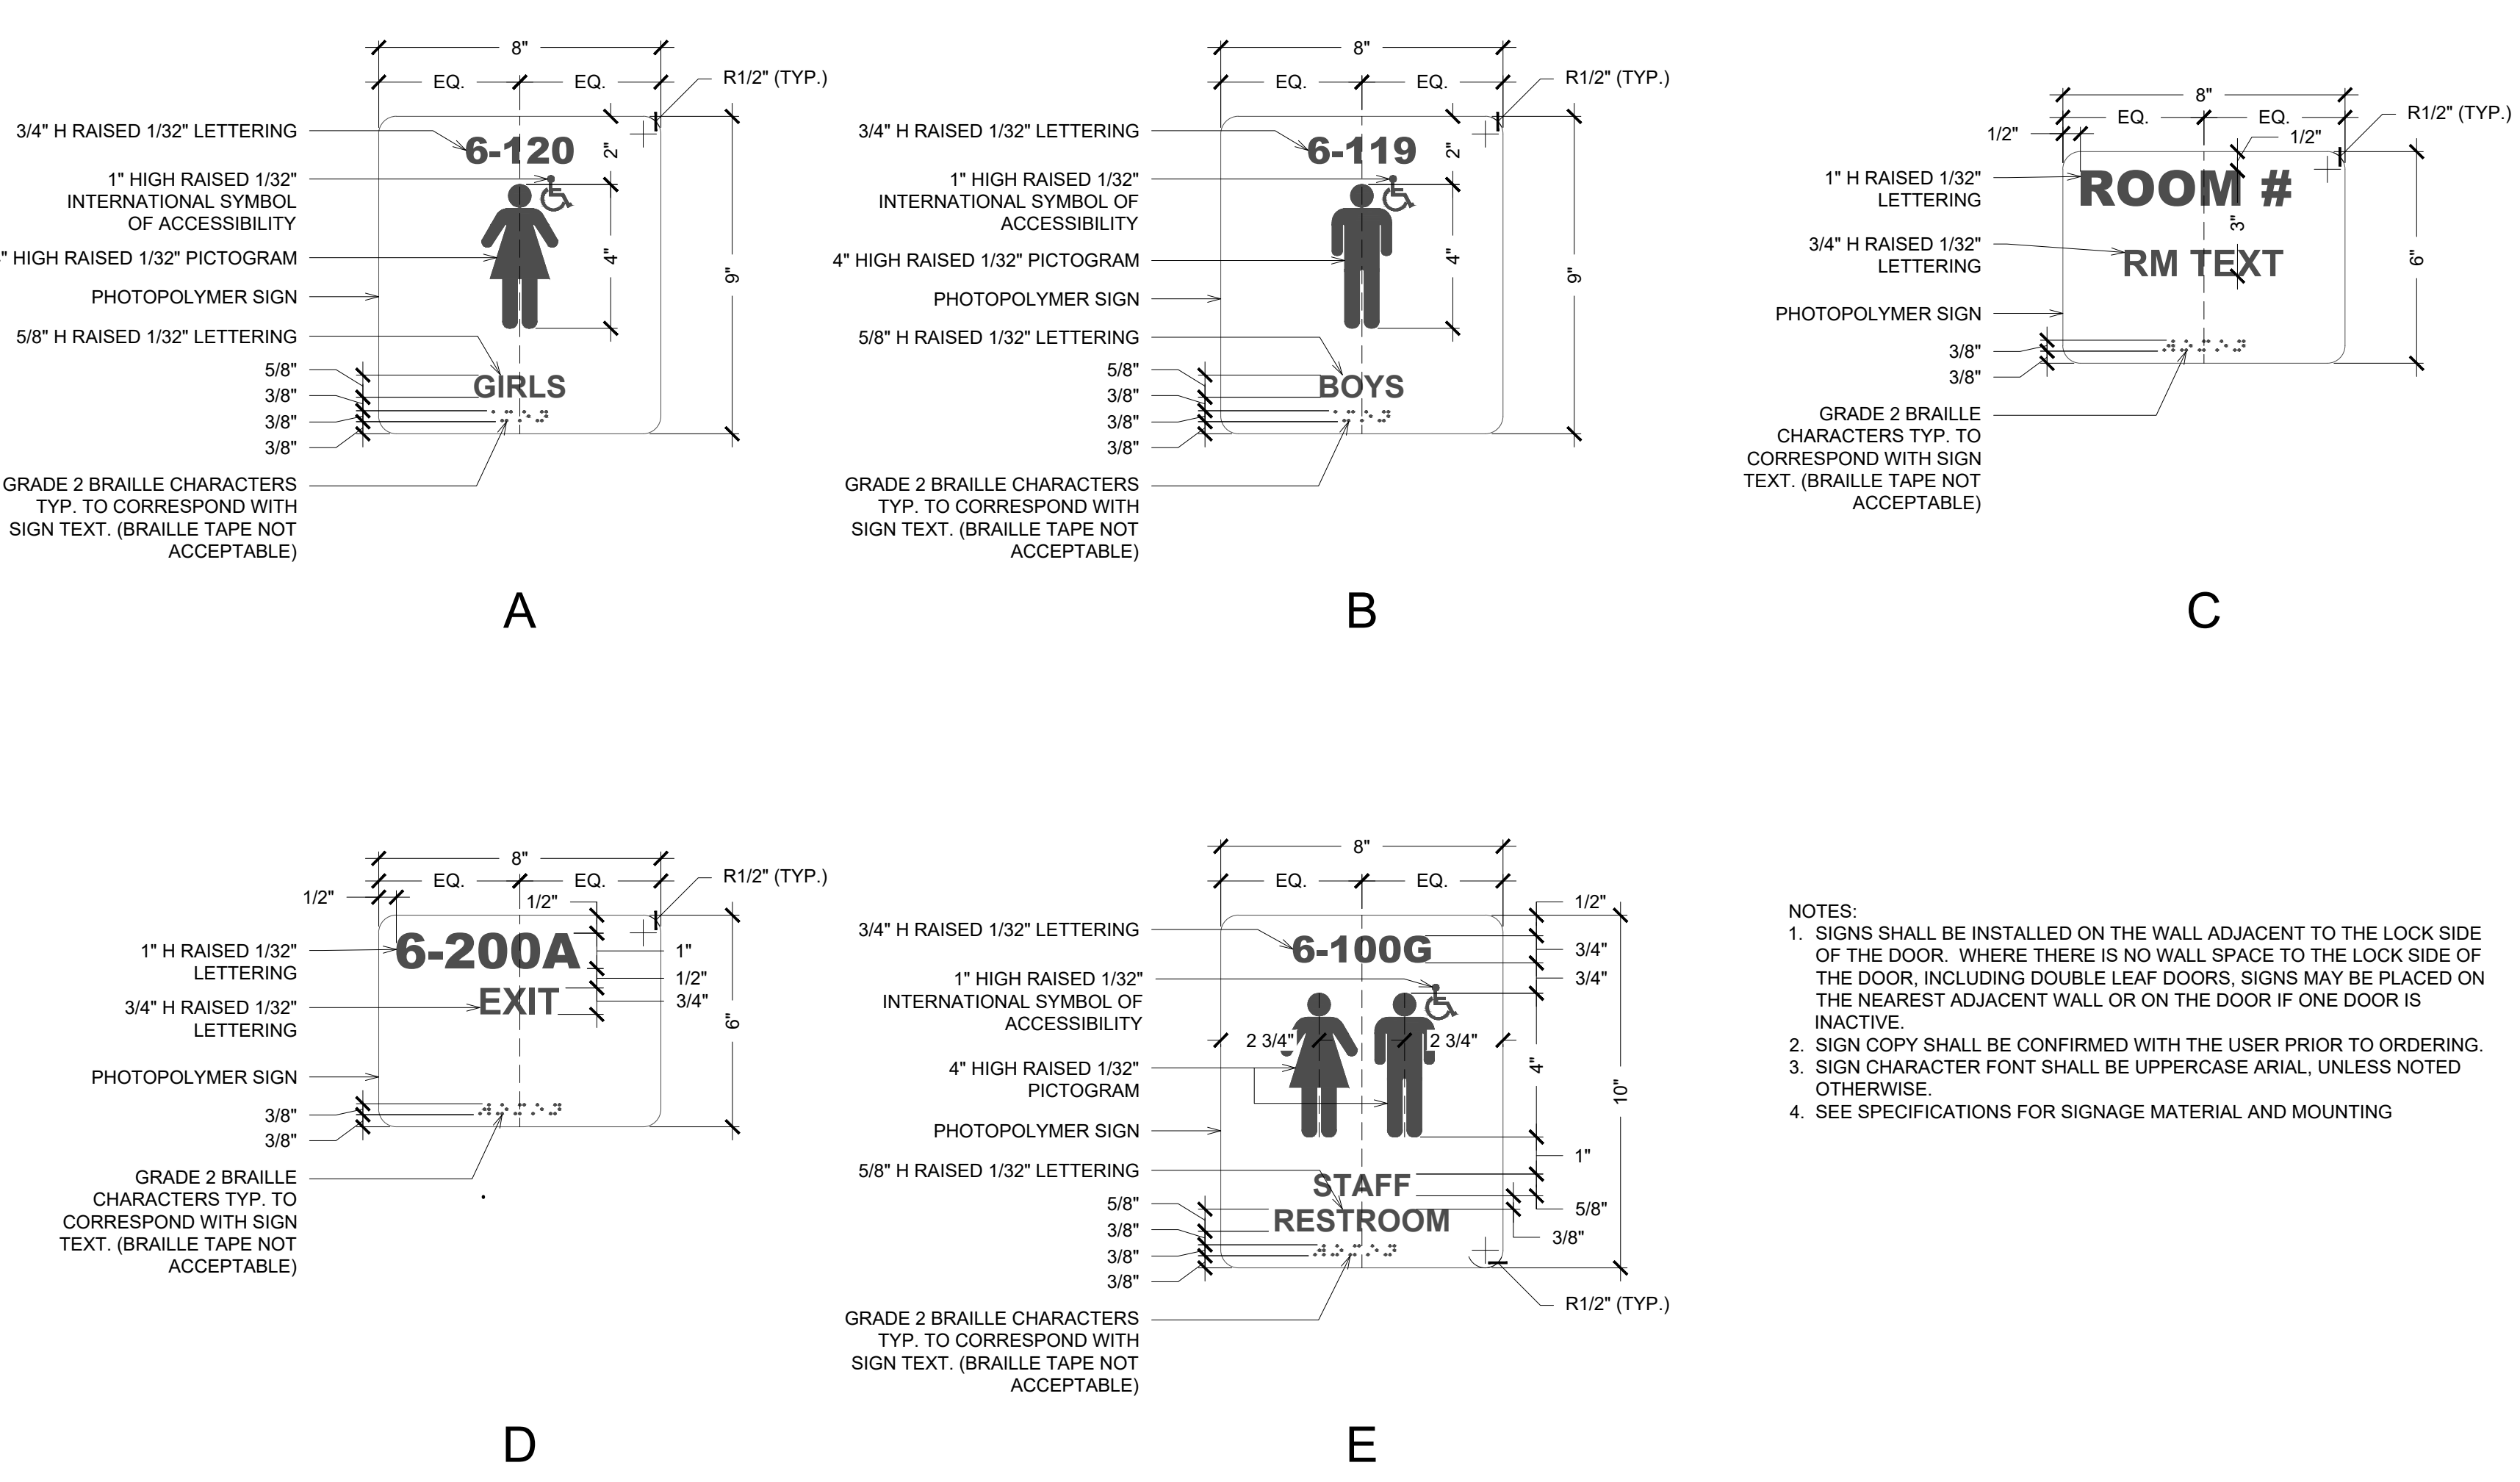 8"
EQ.
EQ.
R1/2" (TYP.)
3/4" H RAISED 1/32" LETTERING
6-120
2"
1" HIGH RAISED 1/32"
INTERNATIONAL SYMBOL
OF ACCESSIBILITY
" HIGH RAISED 1/32" PICTOGRAM
4"
9"
PHOTOPOLYMER SIGN
5/8" H RAISED 1/32" LETTERING
5/8"
GIRLS
3/8"
3/8"
3/8"
GRADE 2 BRAILLE CHARACTERS
TYP. TO CORRESPOND WITH
SIGN TEXT. (BRAILLE TAPE NOT
ACCEPTABLE)
A
8"
EQ.
EQ.
R1/2" (TYP.)
3/4" H RAISED 1/32" LETTERING
6-119
2"
1" HIGH RAISED 1/32"
INTERNATIONAL SYMBOL OF
ACCESSIBILITY
4" HIGH RAISED 1/32" PICTOGRAM
4"
9"
PHOTOPOLYMER SIGN
5/8" H RAISED 1/32" LETTERING
5/8"
BOYS
3/8"
3/8"
3/8"
GRADE 2 BRAILLE CHARACTERS
TYP. TO CORRESPOND WITH
SIGN TEXT. (BRAILLE TAPE NOT
ACCEPTABLE)
B
8"
EQ.
EQ.
R1/2" (TYP.)
1/2"
1/2"
1" H RAISED 1/32"
LETTERING
ROOM #
3"
3/4" H RAISED 1/32"
LETTERING
RM TEXT
6"
PHOTOPOLYMER SIGN
3/8"
3/8"
GRADE 2 BRAILLE
CHARACTERS TYP. TO
CORRESPOND WITH SIGN
TEXT. (BRAILLE TAPE NOT
ACCEPTABLE)
C
8"
EQ.
EQ.
R1/2" (TYP.)
1/2"
1/2"
1" H RAISED 1/32"
LETTERING
6-200A
1"
1/2"
3/4"
3/4" H RAISED 1/32"
LETTERING
EXIT
6"
PHOTOPOLYMER SIGN
3/8"
3/8"
GRADE 2 BRAILLE
CHARACTERS TYP. TO
CORRESPOND WITH SIGN
TEXT. (BRAILLE TAPE NOT
ACCEPTABLE)
D
8"
EQ.
EQ.
1/2"
3/4" H RAISED 1/32" LETTERING
6-100G
3/4"
3/4"
1" HIGH RAISED 1/32"
INTERNATIONAL SYMBOL OF
ACCESSIBILITY
2 3/4"
2 3/4"
4" HIGH RAISED 1/32"
PICTOGRAM
4"
10"
PHOTOPOLYMER SIGN
1"
5/8" H RAISED 1/32" LETTERING
STAFF
5/8"
5/8"
RESTROOM
3/8"
3/8"
3/8"
3/8"
R1/2" (TYP.)
GRADE 2 BRAILLE CHARACTERS
TYP. TO CORRESPOND WITH
SIGN TEXT. (BRAILLE TAPE NOT
ACCEPTABLE)
E
NOTES:
1. SIGNS SHALL BE INSTALLED ON THE WALL ADJACENT TO THE LOCK SIDE
OF THE DOOR. WHERE THERE IS NO WALL SPACE TO THE LOCK SIDE OF
THE DOOR, INCLUDING DOUBLE LEAF DOORS, SIGNS MAY BE PLACED ON
THE NEAREST ADJACENT WALL OR ON THE DOOR IF ONE DOOR IS
INACTIVE.
2. SIGN COPY SHALL BE CONFIRMED WITH THE USER PRIOR TO ORDERING.
3. SIGN CHARACTER FONT SHALL BE UPPERCASE ARIAL, UNLESS NOTED
OTHERWISE.
4. SEE SPECIFICATIONS FOR SIGNAGE MATERIAL AND MOUNTING